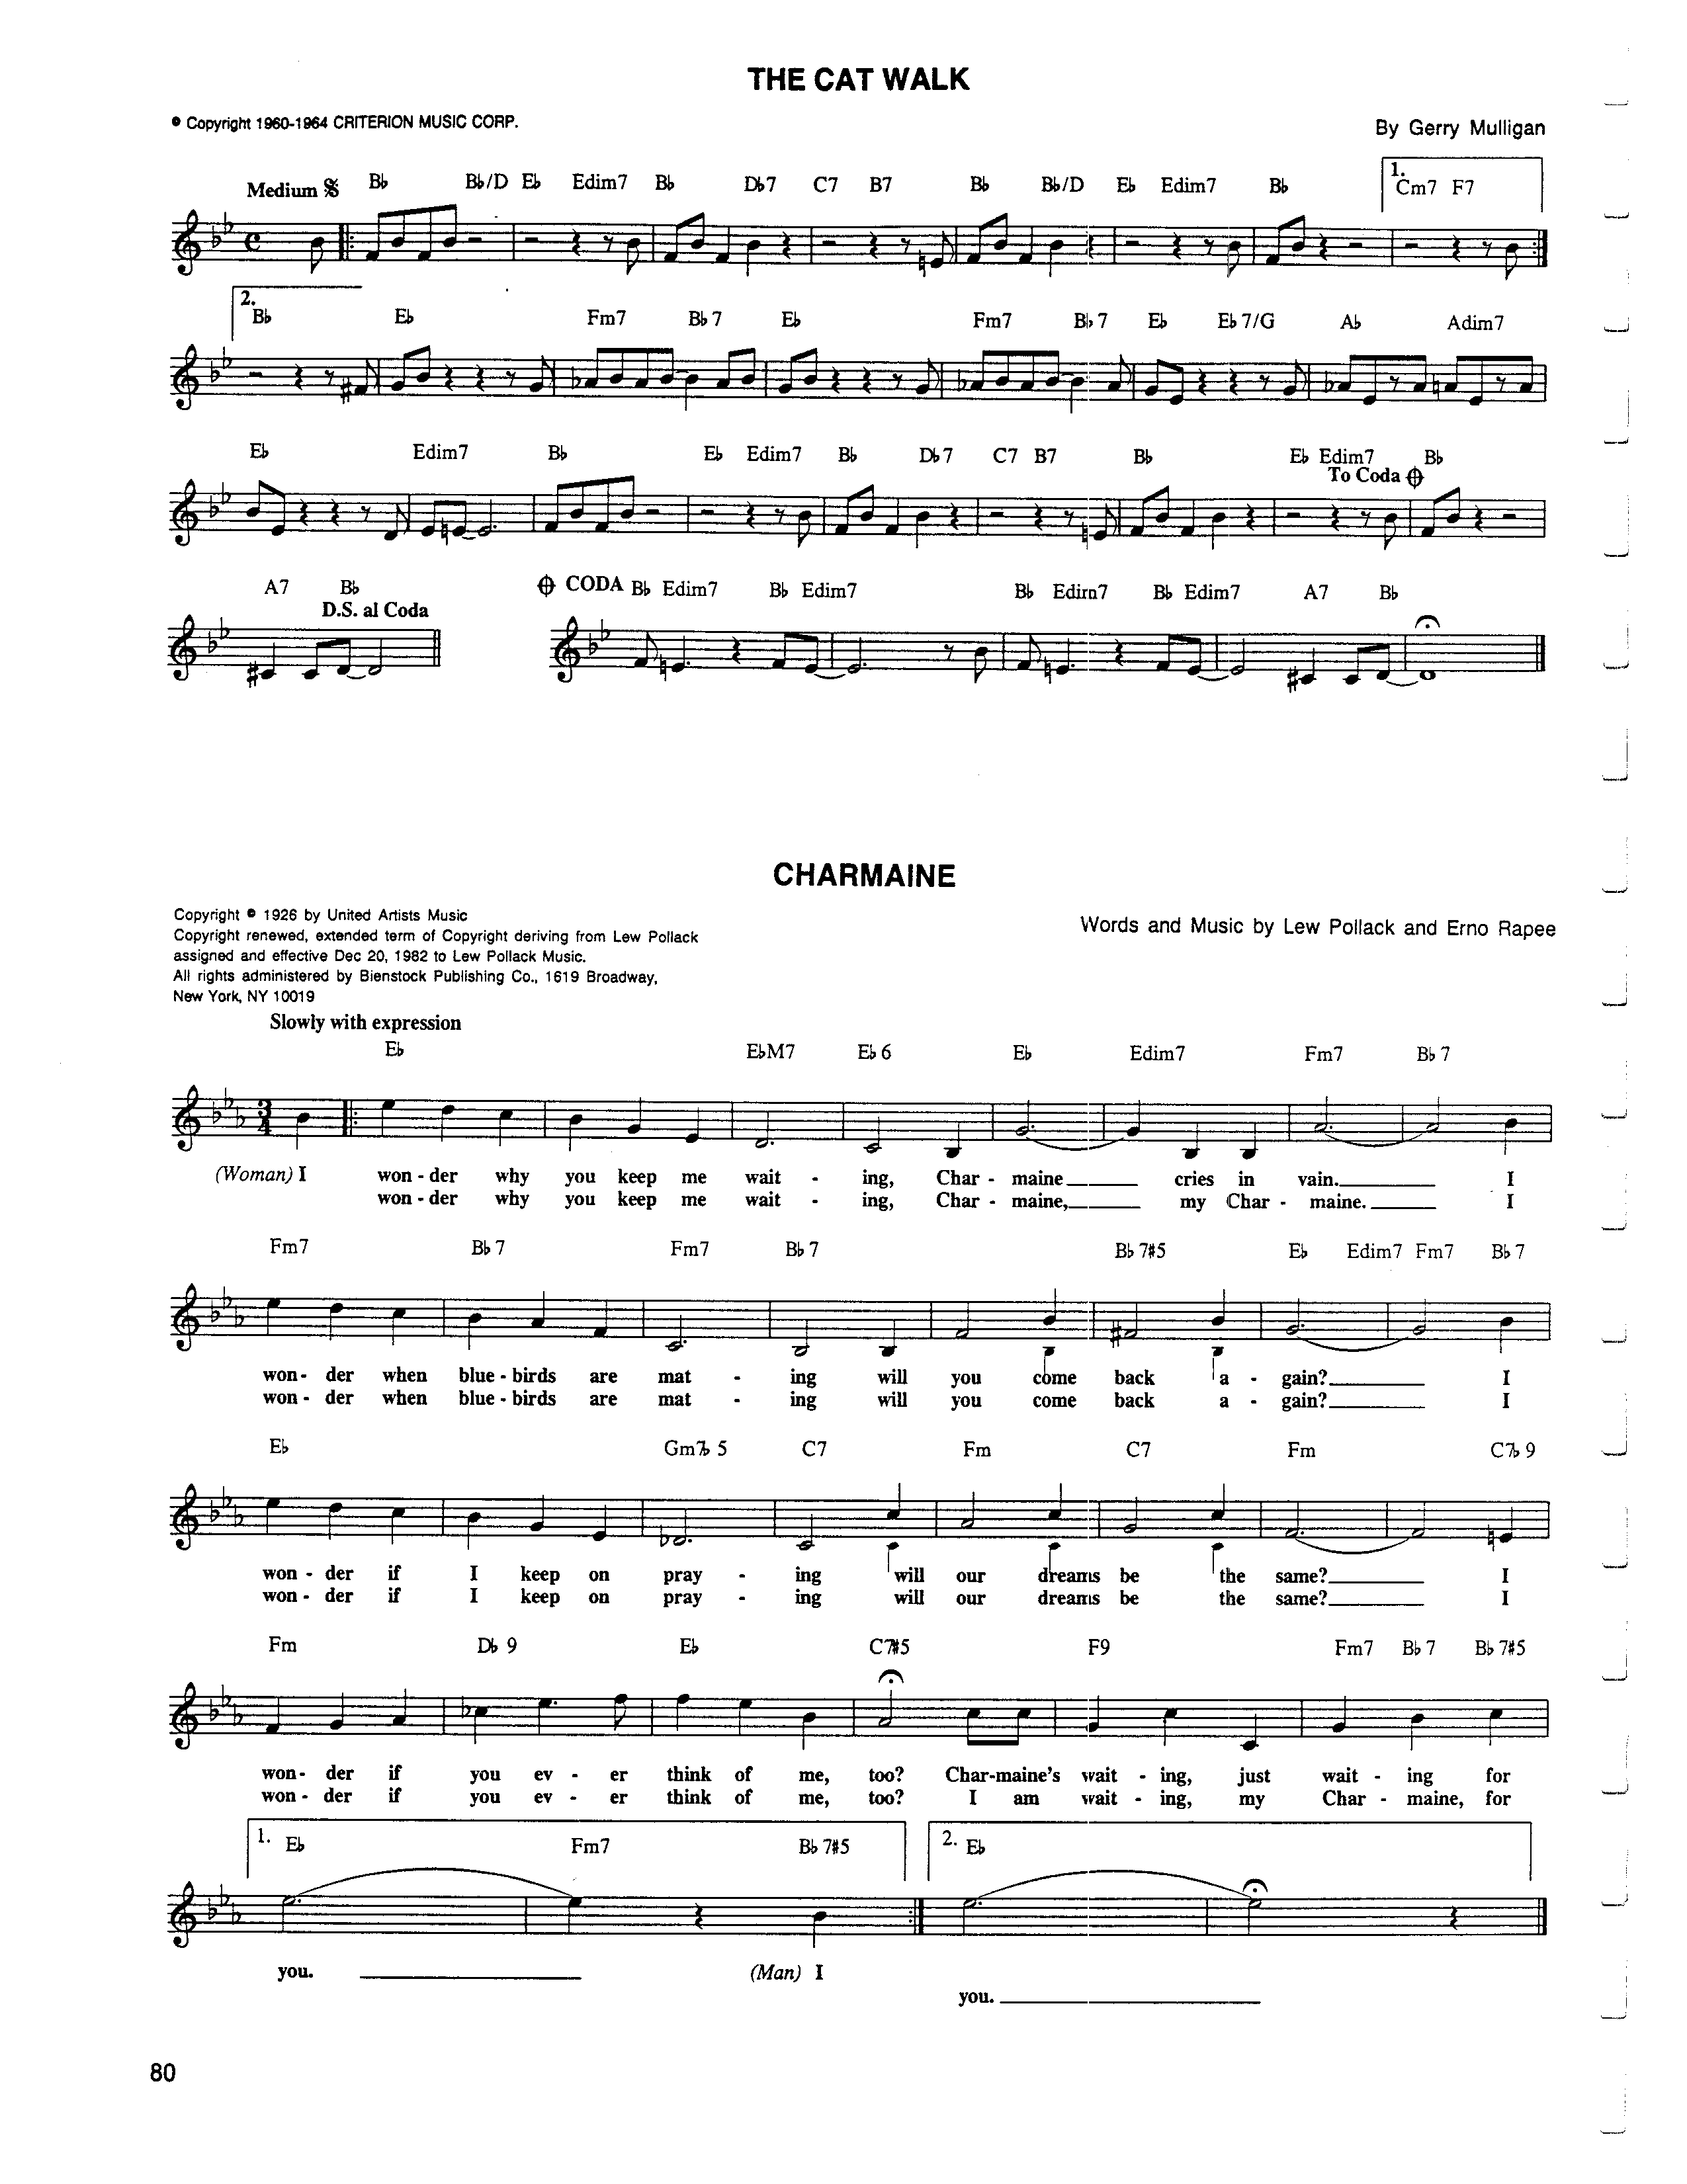 THE CAT WALK
© Copyright 1960-1964 CRITERION MUSIC CORP.
By Gerry Mulligan
Medium
B♭ B♭/D E♭ Edim7 B♭ D♭7 C7 B7 B♭ B♭/D E♭ Edim7 B♭ 1. Cm7 F7
2.
B♭ E♭ Fm7 B♭7 E♭ Fm7 B♭7 E♭ E♭7/G A♭ Adim7
E♭ Edim7 B♭ E♭ Edim7 B♭ D♭7 C7 B7 B♭ E♭ Edim7 B♭
To Coda
A7 B♭ CODA B♭ Edim7 B♭ Edim7 B♭ Edim7 B♭ Edim7 A7 B♭
D.S. al Coda
CHARMAINE
Copyright © 1926 by United Artists Music
Copyright renewed, extended term of Copyright deriving from Lew Pollack
assigned and effective Dec 20, 1982 to Lew Pollack Music.
All rights administered by Bienstock Publishing Co., 1619 Broadway,
New York, NY 10019
Words and Music by Lew Pollack and Erno Rapee
Slowly with expression
E♭ E♭M7 E♭6 E♭ Edim7 Fm7 B♭7
3
4
(Woman) I won - der why you keep me wait - ing, Char - maine cries in vain. I
won - der why you keep me wait - ing, Char - maine, my Char - maine. I
Fm7 B♭7 Fm7 B♭7 B♭7#5 E♭ Edim7 Fm7 B♭7
won - der when blue - birds are mat - ing will you come back a - gain? I
won - der when blue - birds are mat - ing will you come back a - gain? I
E♭ Gm7♭5 C7 Fm C7 Fm C7♭9
won - der if I keep on pray - ing will our dreams be the same? I
won - der if I keep on pray - ing will our dreams be the same? I
Fm D♭9 E♭ C7#5 F9 Fm7 B♭7 B♭7#5
won - der if you ev - er think of me, too? Char-maine's wait - ing, just wait - ing for
won - der if you ev - er think of me, too? I am wait - ing, my Char - maine, for
1. E♭ Fm7 B♭7#5 2. E♭
you. (Man) I
you.
80